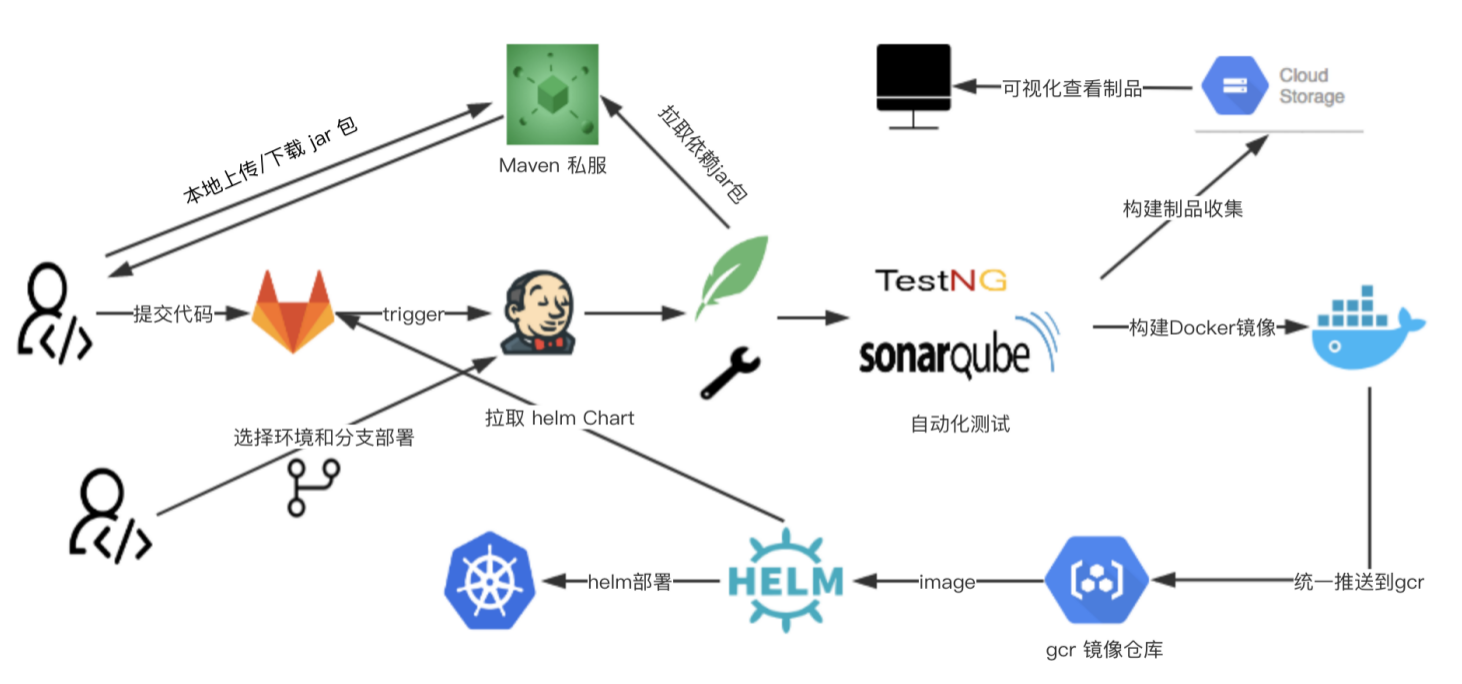 可视化查看制品
Cloud
Storage
本地上传/下载 jar 包
拉取依赖jar包
Maven 私服
构建制品收集
提交代码
trigger
TestNG
sonarqube
构建Docker镜像
自动化测试
选择环境和分支部署
拉取 helm Chart
helm部署
HELM
image
统一推送到gcr
gcr 镜像仓库